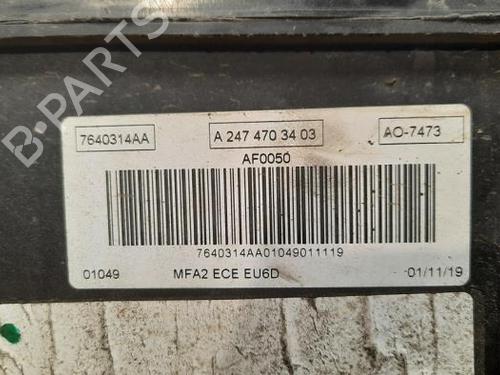 B-PARTS
7640314AA
A 247 470 34 03
AO-7473
AF0050
7640314AA01049011119
01049
MFA2 ECE EU6D
01/11/19